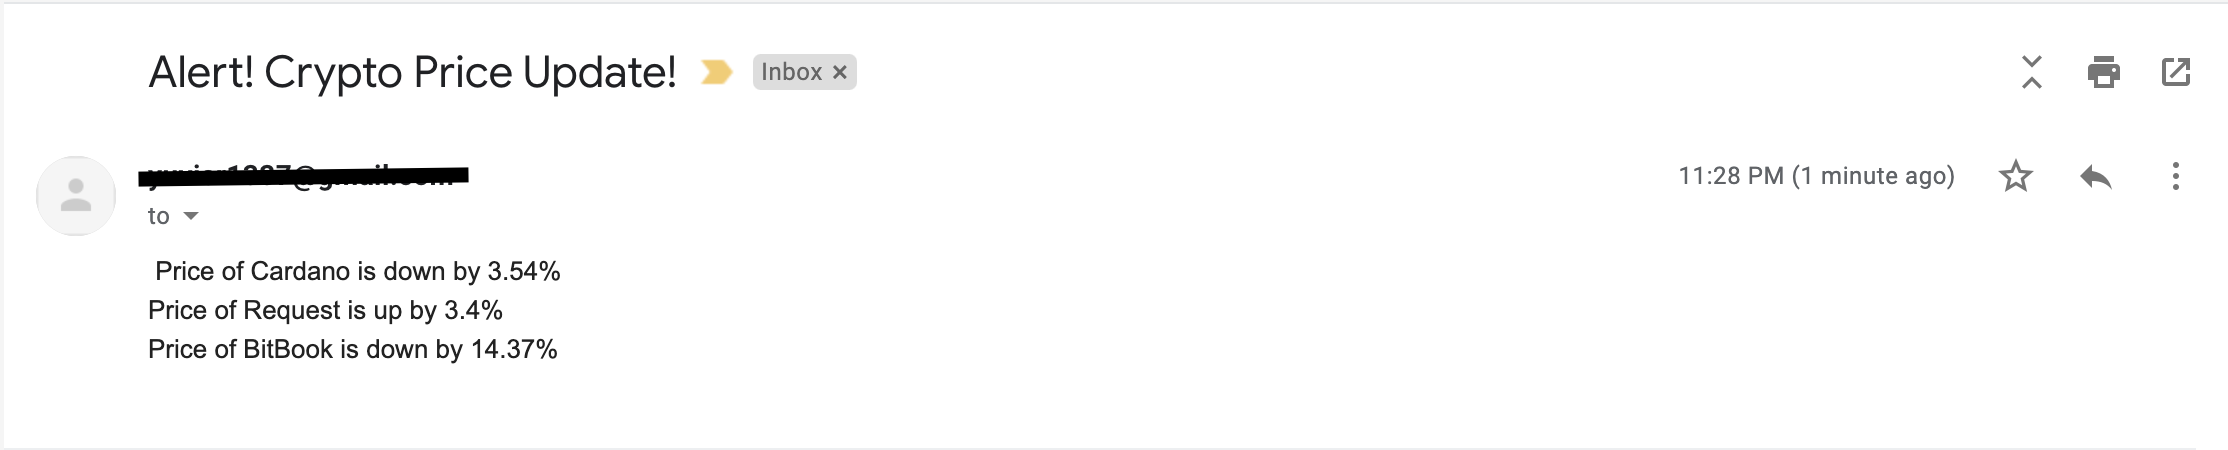 Alert! Crypto Price Update!
Inbox ×
11:28 PM (1 minute ago)
to
Price of Cardano is down by 3.54%
Price of Request is up by 3.4%
Price of BitBook is down by 14.37%